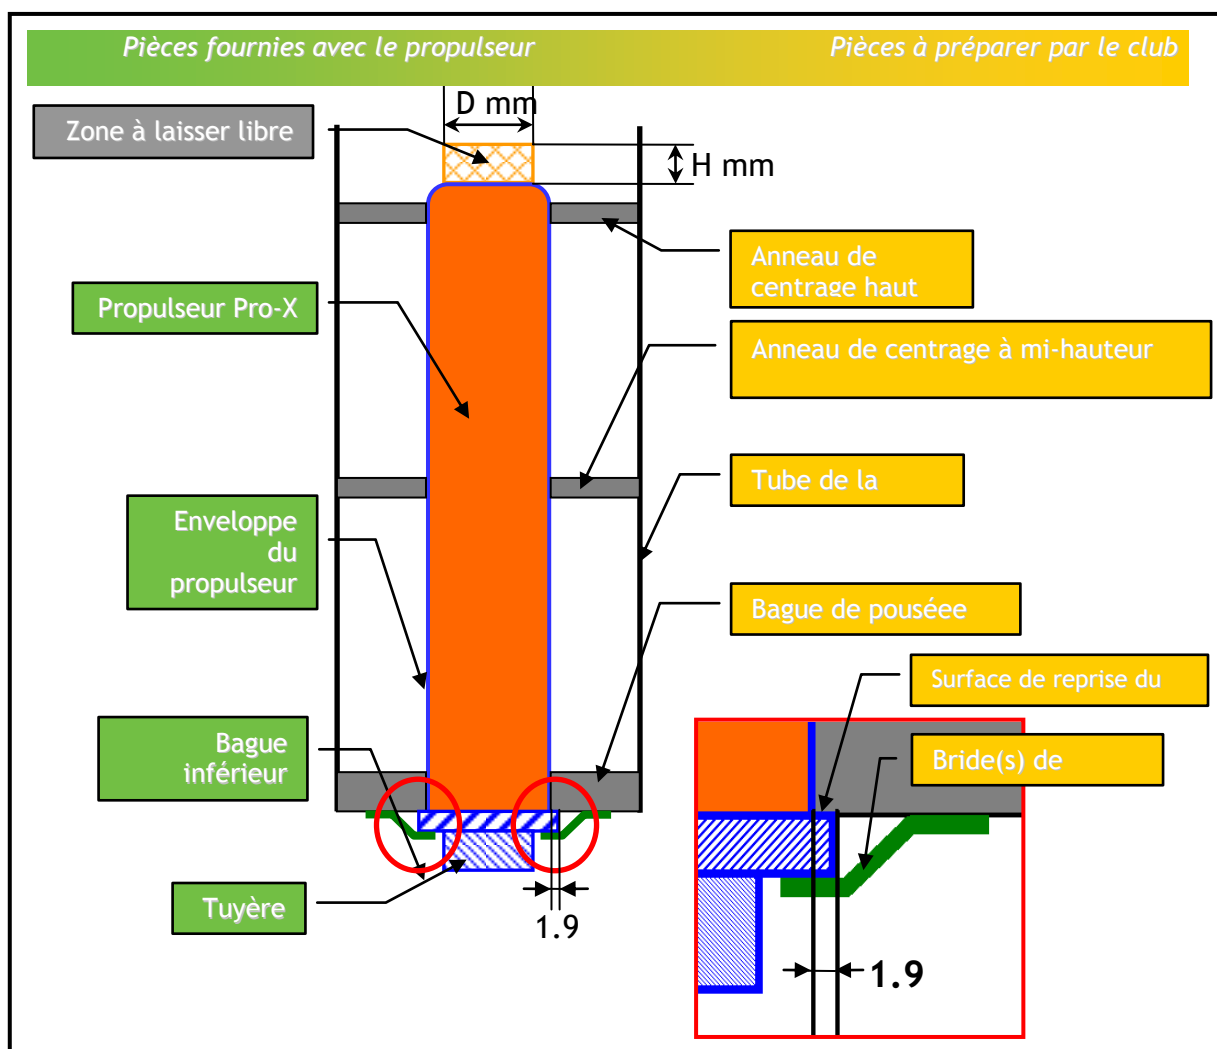 Pièces fournies avec le propulseur
Pièces à préparer par le club
D mm
Zone à laisser libre
H mm
Anneau de
centrage haut
Propulseur Pro-X
Anneau de centrage à mi-hauteur
Tube de la
Enveloppe
du
propulseur
Bague de pouséee
Surface de reprise du
Bague
inférieur
Bride(s) de
Tuyère
1.9
1.9